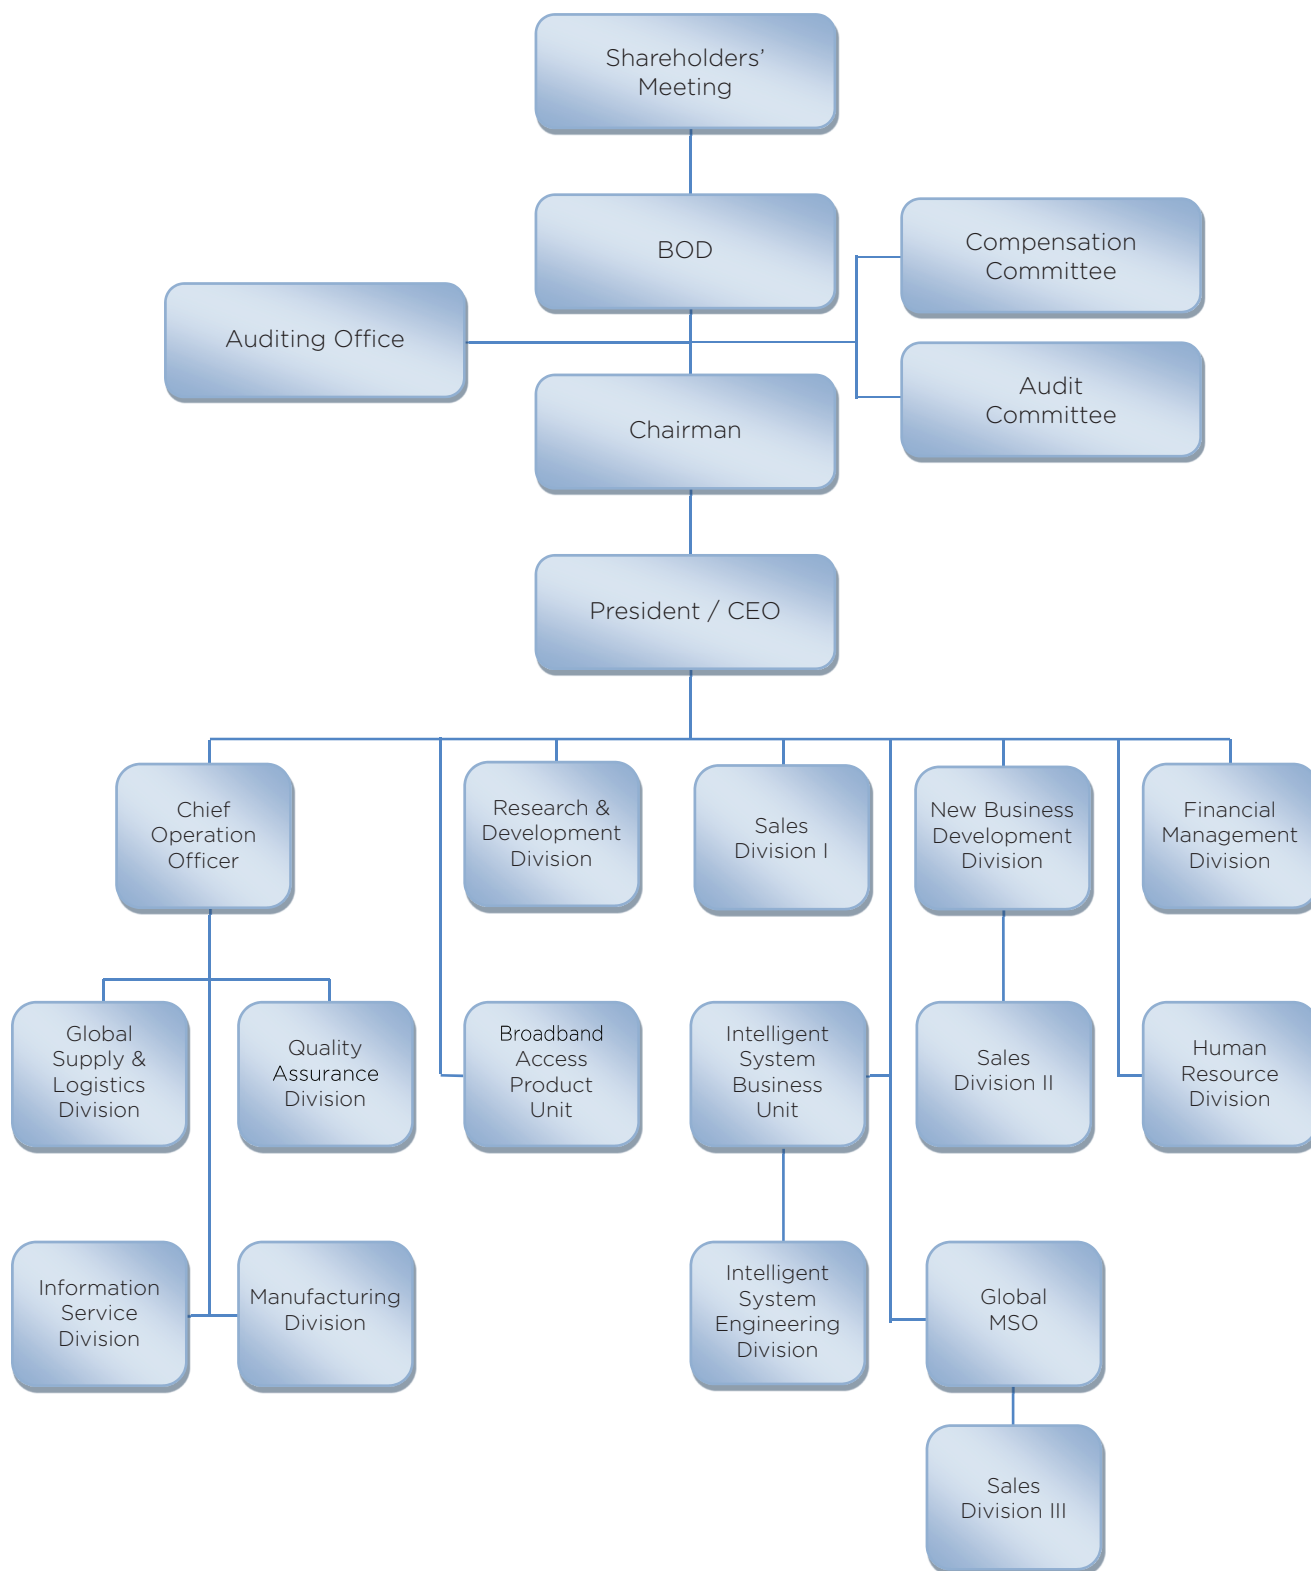 Shareholders’
Meeting
BOD
Compensation
Committee
Auditing Office
Audit
Committee
Chairman
President / CEO
Chief
Operation
Officer
Research &
Development
Division
Sales
Division I
New Business
Development
Division
Financial
Management
Division
Global
Supply &
Logistics
Division
Quality
Assurance
Division
Broadband
Access
Product
Unit
Intelligent
System
Business
Unit
Sales
Division II
Human
Resource
Division
Information
Service
Division
Manufacturing
Division
Intelligent
System
Engineering
Division
Global
MSO
Sales
Division III